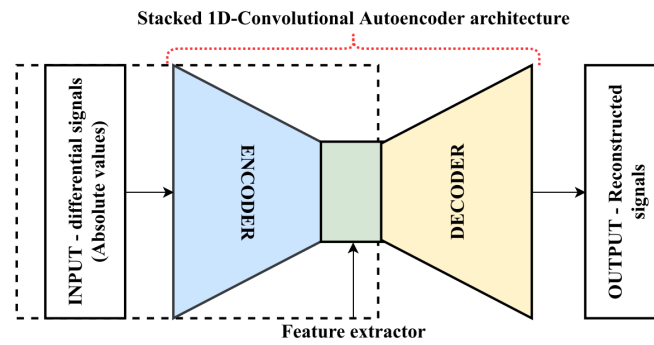 Stacked 1D-Convolutional Autoencoder architecture
INPUT - differential signals
(Absolute values)
ENCODER
DECODER
OUTPUT - Reconstructed
signals
Feature extractor